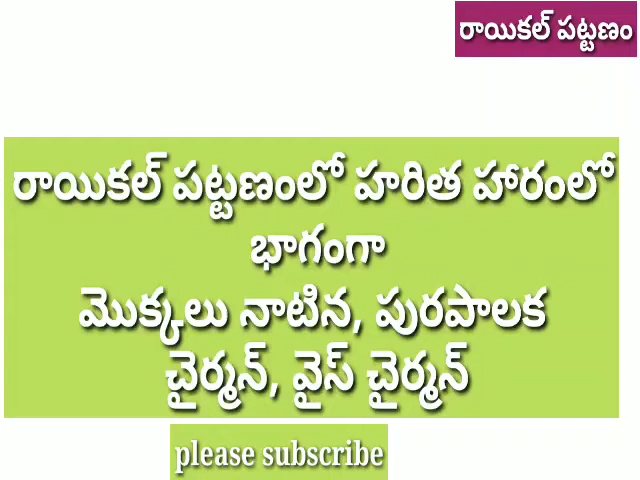 రాయికల్ పట్టణం
రాయికల్ పట్టణంలో హరిత హారంలో
భాగంగా
మొక్కలు నాటిన, పురపాలక
చైర్మన్, వైస్ చైర్మన్
please subscribe